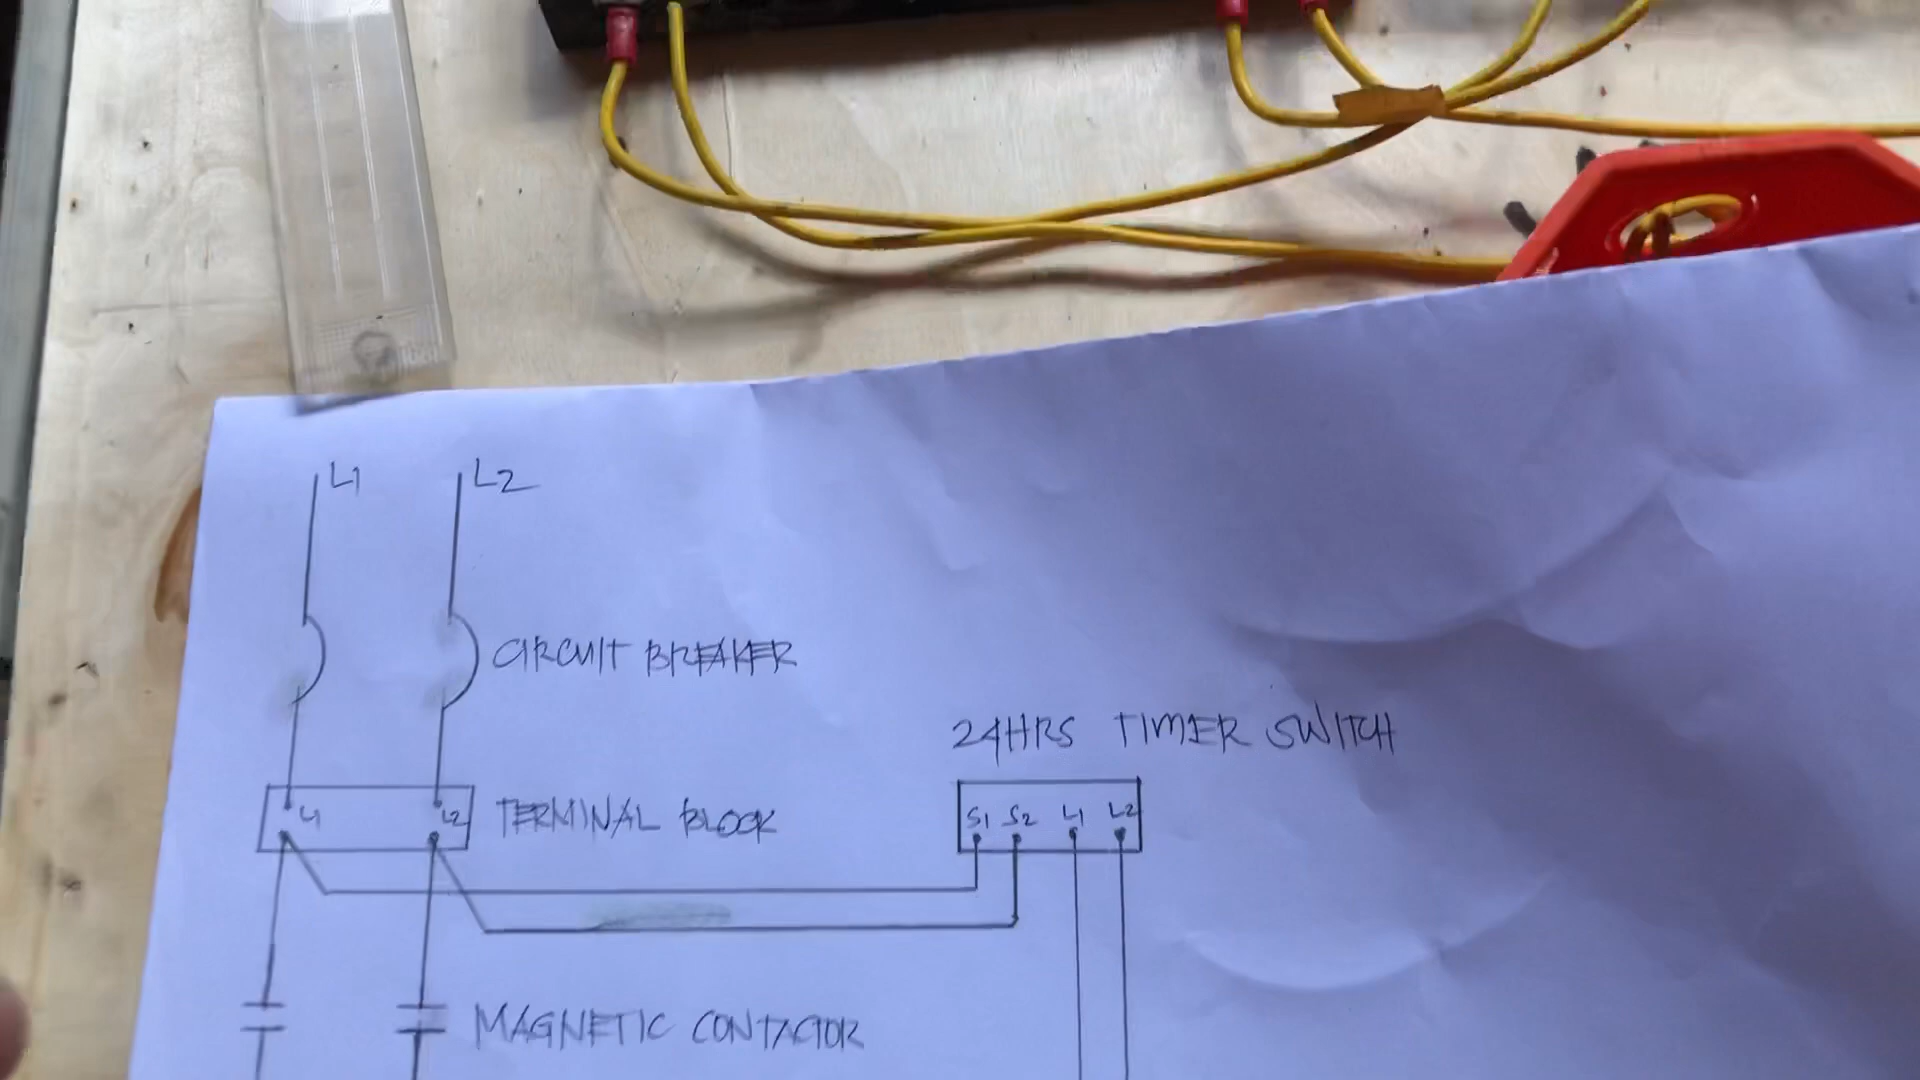 L1 L2
CIRCUIT BREAKER
24HRS TIMER SWITCH
L1 L2
TERMINAL BLOCK
S1 S2 L1 L2
MAGNETIC CONTACTOR